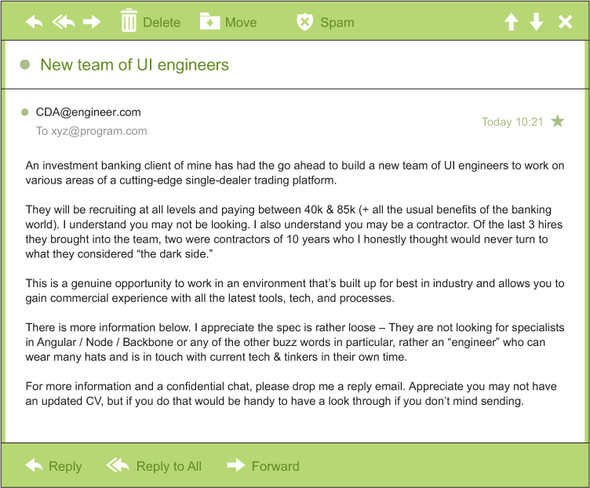 Delete Move Spam
New team of UI engineers
CDA@engineer.com
To xyz@program.com
Today 10:21
An investment banking client of mine has had the go ahead to build a new team of UI engineers to work on
various areas of a cutting-edge single-dealer trading platform.
They will be recruiting at all levels and paying between 40k & 85k (+ all the usual benefits of the banking
world). I understand you may not be looking. I also understand you may be a contractor. Of the last 3 hires
they brought into the team, two were contractors of 10 years who I honestly thought would never turn to
what they considered “the dark side.”
This is a genuine opportunity to work in an environment that’s built up for best in industry and allows you to
gain commercial experience with all the latest tools, tech, and processes.
There is more information below. I appreciate the spec is rather loose – They are not looking for specialists
in Angular / Node / Backbone or any of the other buzz words in particular, rather an “engineer” who can
wear many hats and is in touch with current tech & tinkers in their own time.
For more information and a confidential chat, please drop me a reply email. Appreciate you may not have
an updated CV, but if you do that would be handy to have a look through if you don’t mind sending.
Reply Reply to All Forward